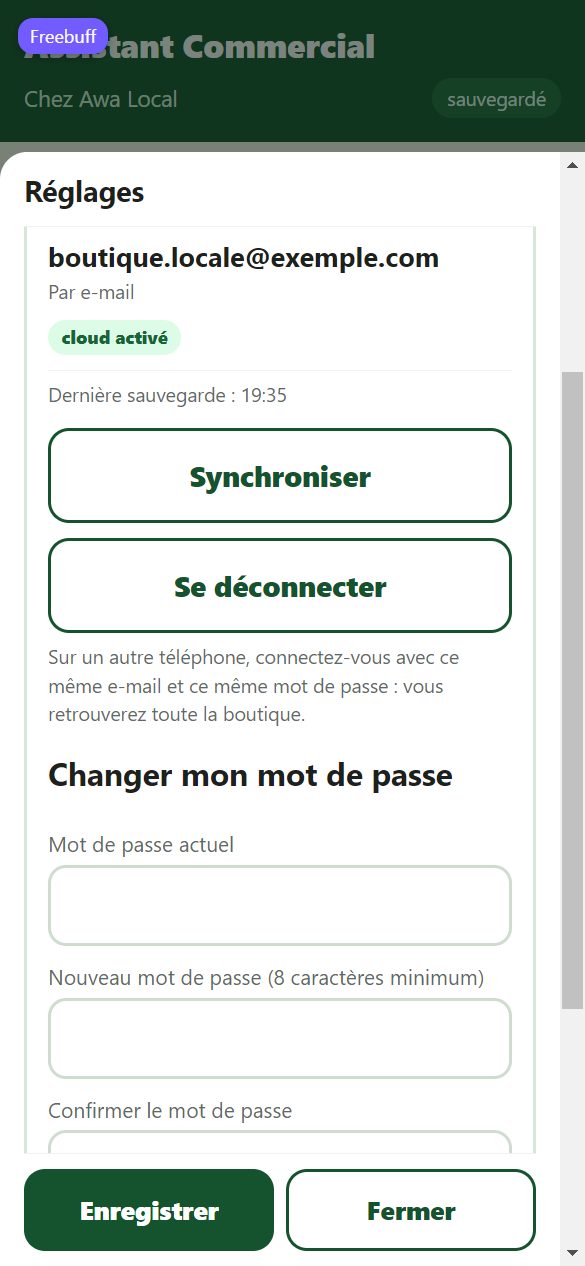 Freebuff
Assistant Commercial
Chez Awa Local
sauvegardé
Réglages
boutique.locale@exemple.com
Par e-mail
cloud activé
Dernière sauvegarde : 19:35
Synchroniser
Se déconnecter
Sur un autre téléphone, connectez-vous avec ce
même e-mail et ce même mot de passe : vous
retrouverez toute la boutique.
Changer mon mot de passe
Mot de passe actuel
Nouveau mot de passe (8 caractères minimum)
Confirmer le mot de passe
Enregistrer
Fermer